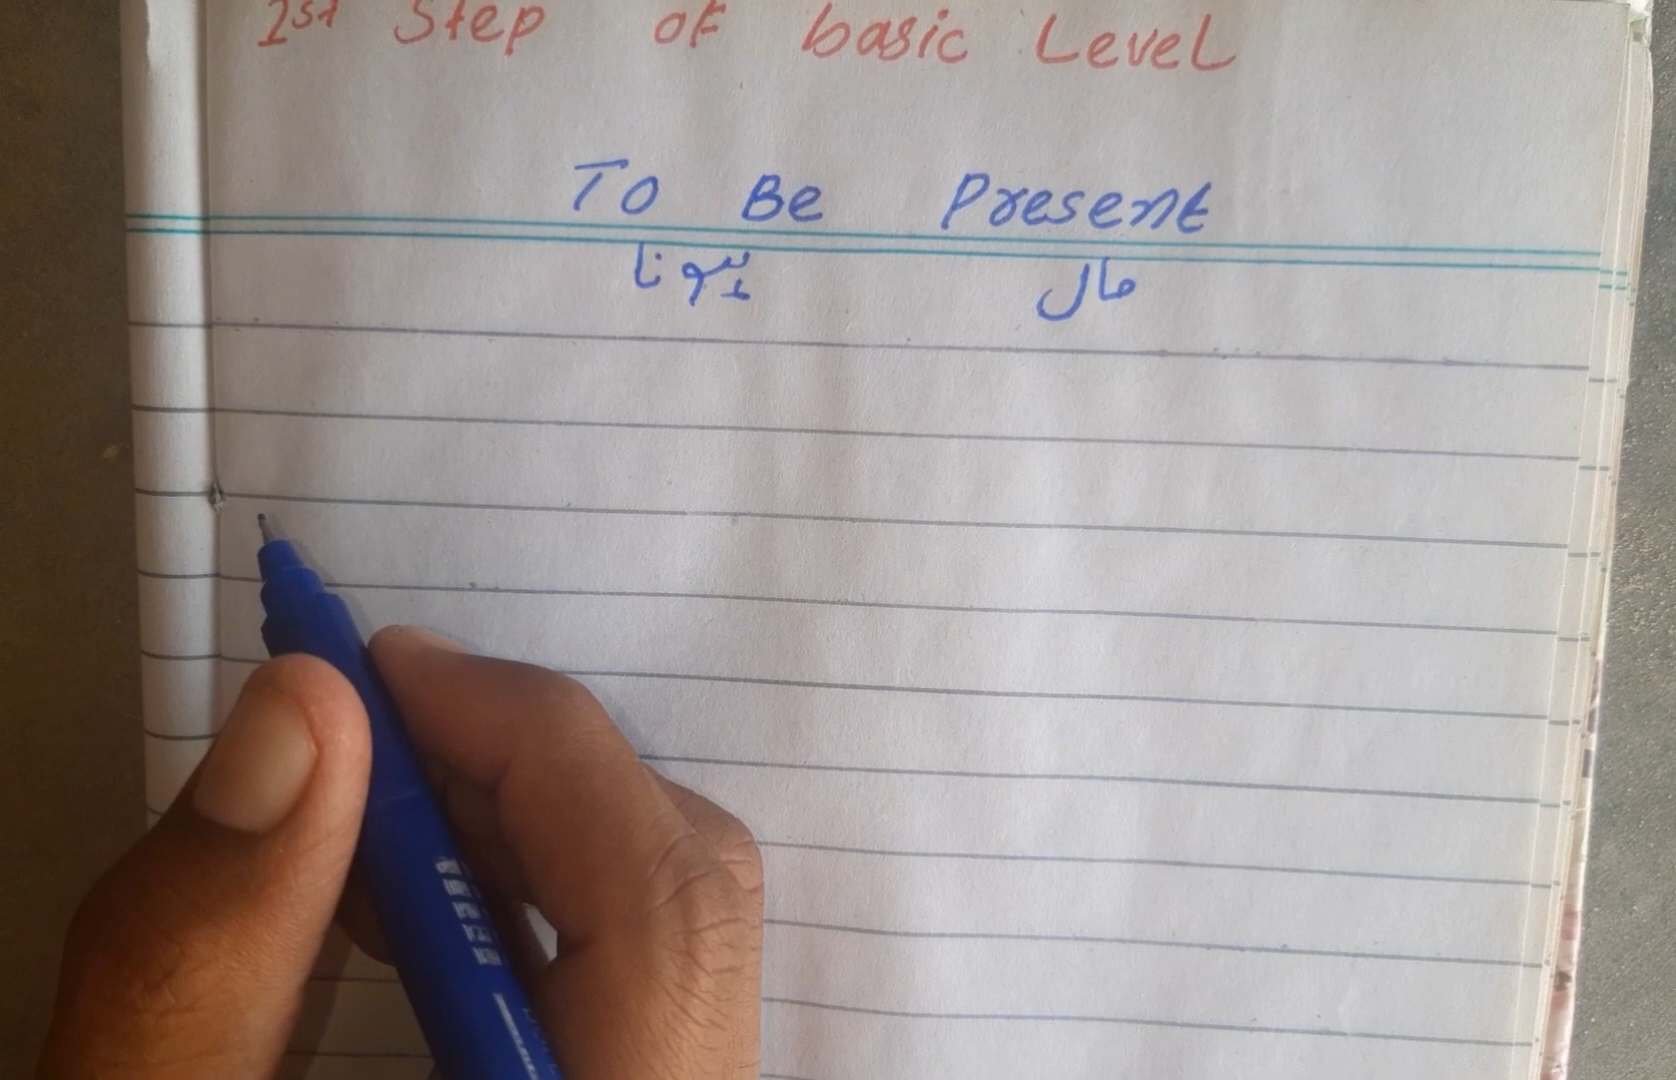 1st Step of basic Level
To Be Present
ہونا حال